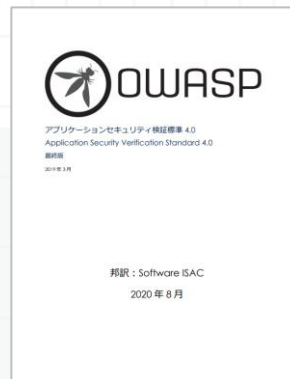 OWASP
アプリケーションセキュリティ検証標準 4.0
Application Security Verification Standard 4.0
最終版
2019 年 3 月
邦訳：Software ISAC
2020 年 8 月